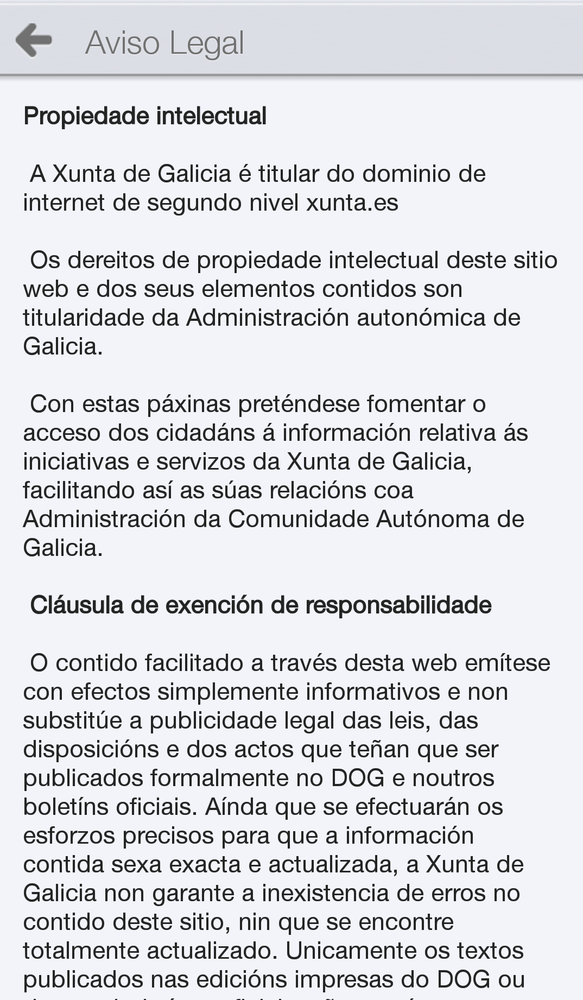 Aviso Legal
Propiedade intelectual
A Xunta de Galicia é titular do dominio de
internet de segundo nivel xunta.es
Os dereitos de propiedade intelectual deste sitio
web e dos seus elementos contidos son
titularidade da Administración autonómica de
Galicia.
Con estas páxinas preténdese fomentar o
acceso dos cidadáns á información relativa ás
iniciativas e servizos da Xunta de Galicia,
facilitando así as súas relacións coa
Administración da Comunidade Autónoma de
Galicia.
Cláusula de exención de responsabilidade
O contido facilitado a través desta web emítese
con efectos simplemente informativos e non
substitúe a publicidade legal das leis, das
disposicións e dos actos que teñan que ser
publicados formalmente no DOG e noutros
boletíns oficiais. Aínda que se efectuarán os
esforzos precisos para que a información
contida sexa exacta e actualizada, a Xunta de
Galicia non garante a inexistencia de erros no
contido deste sitio, nin que se encontre
totalmente actualizado. Unicamente os textos
publicados nas edicións impresas do DOG ou